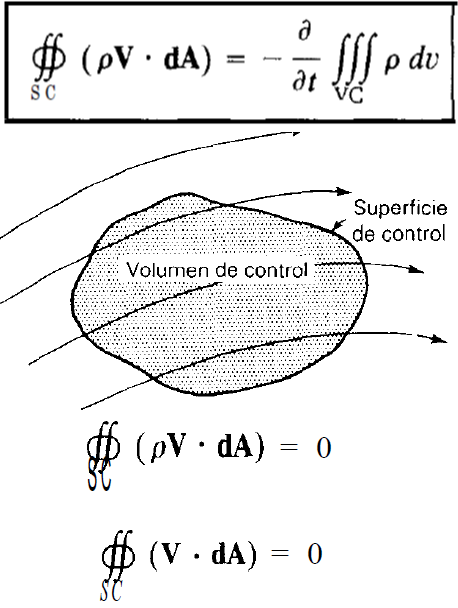 ∯ (ρV · dA) = − ∂/∂t ∭ ρ dv
SC VC
Superficie
de control
Volumen de control
∯ (ρV · dA) = 0
SC
∯ (V · dA) = 0
SC